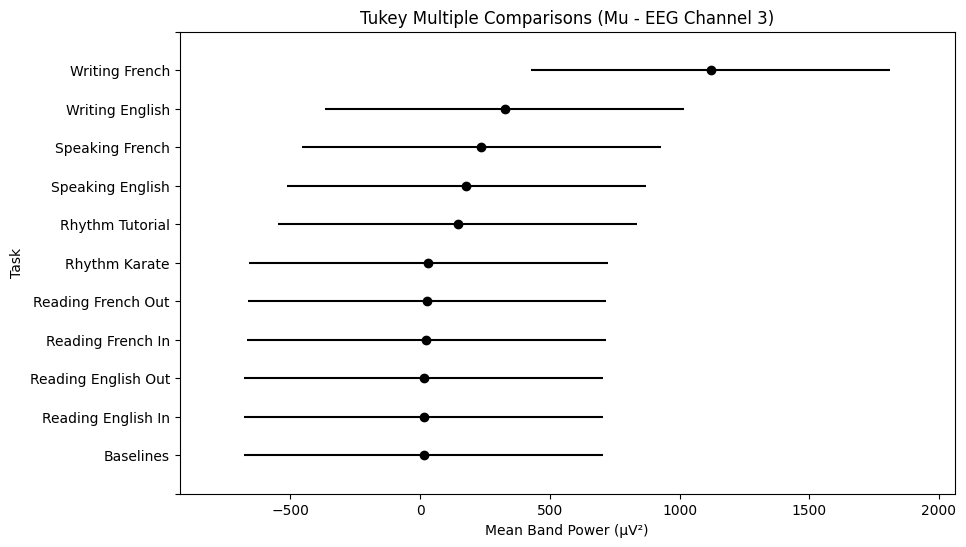 Tukey Multiple Comparisons (Mu - EEG Channel 3)
Writing French
Writing English
Speaking French
Speaking English
Rhythm Tutorial
Rhythm Karate
Reading French Out
Reading French In
Reading English Out
Reading English In
Baselines
Task
−500 0 500 1000 1500 2000
Mean Band Power (µV²)